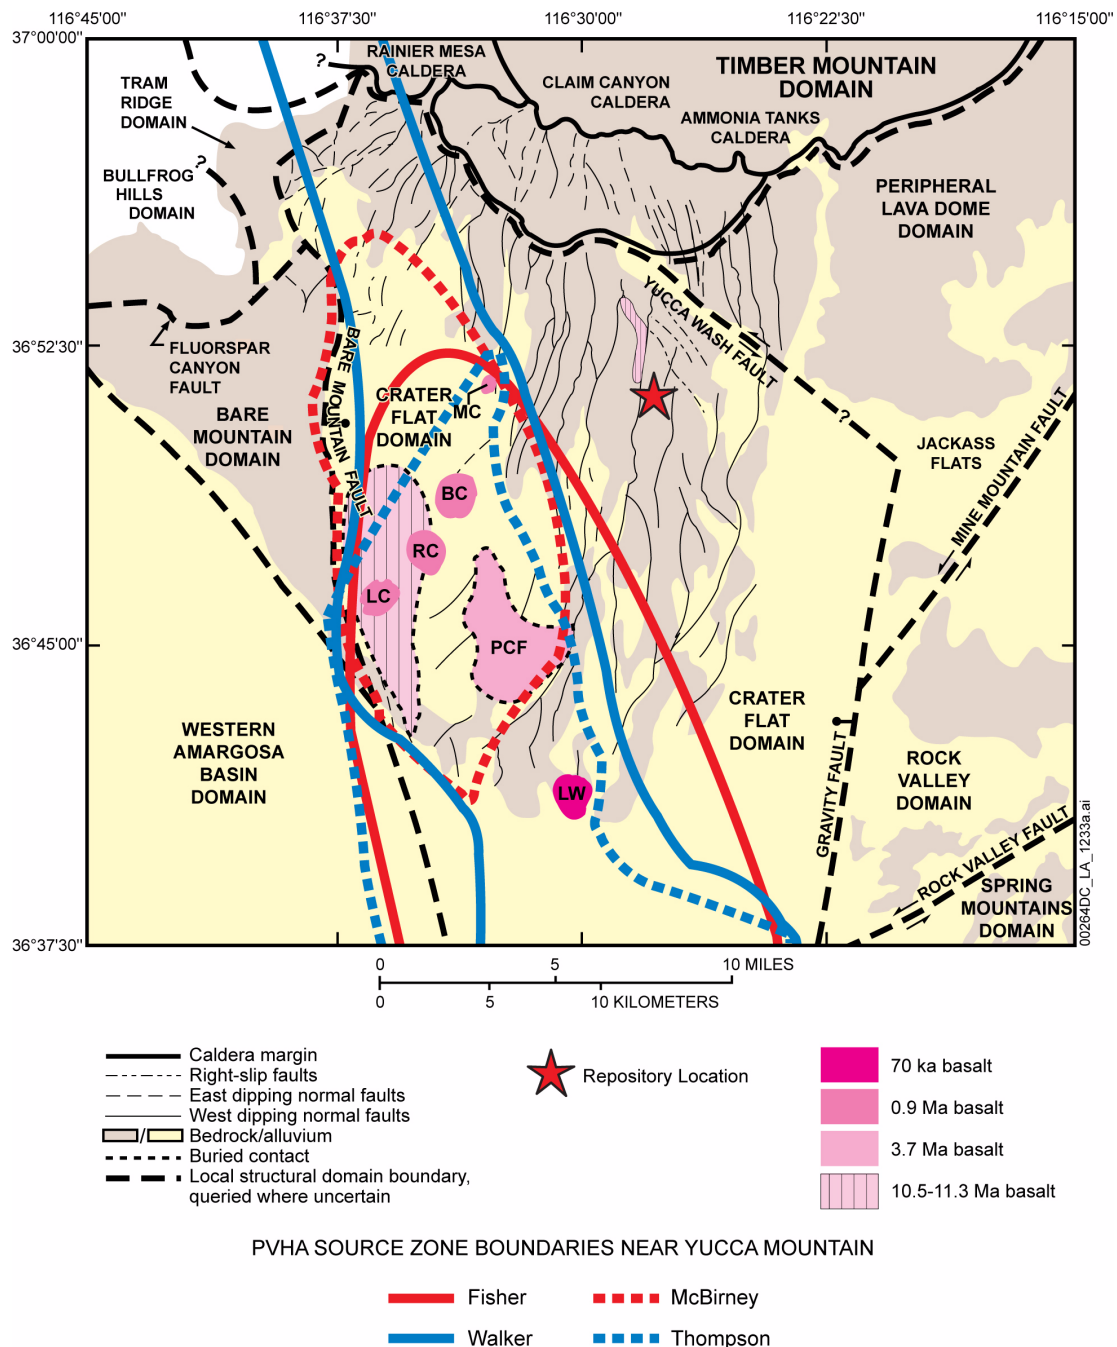 116°45'00"
116°37'30"
116°30'00"
116°22'30"
116°15'00"
37°00'00"
36°52'30"
36°45'00"
36°37'30"
?
RAINIER MESA
CALDERA
CLAIM CANYON
CALDERA
TIMBER MOUNTAIN
DOMAIN
AMMONIA TANKS
CALDERA
TRAM
RIDGE
DOMAIN
?
BULLFROG
HILLS
DOMAIN
PERIPHERAL
LAVA DOME
DOMAIN
YUCCA WASH FAULT
?
FLUORSPAR
CANYON
FAULT
BARE MOUNTAIN FAULT
CRATER
FLAT
DOMAIN
MC
BARE
MOUNTAIN
DOMAIN
JACKASS
FLATS
MINE MOUNTAIN FAULT
BC
RC
LC
PCF
LW
WESTERN
AMARGOSA
BASIN
DOMAIN
CRATER
FLAT
DOMAIN
GRAVITY FAULT
ROCK
VALLEY
DOMAIN
ROCK VALLEY FAULT
SPRING
MOUNTAINS
DOMAIN
00264DC_LA_1233a.ai
0
5
10 MILES
0
5
10 KILOMETERS
Caldera margin
Right-slip faults
East dipping normal faults
West dipping normal faults
/ Bedrock/alluvium
Buried contact
Local structural domain boundary,
queried where uncertain
Repository Location
70 ka basalt
0.9 Ma basalt
3.7 Ma basalt
10.5-11.3 Ma basalt
PVHA SOURCE ZONE BOUNDARIES NEAR YUCCA MOUNTAIN
Fisher
McBirney
Walker
Thompson